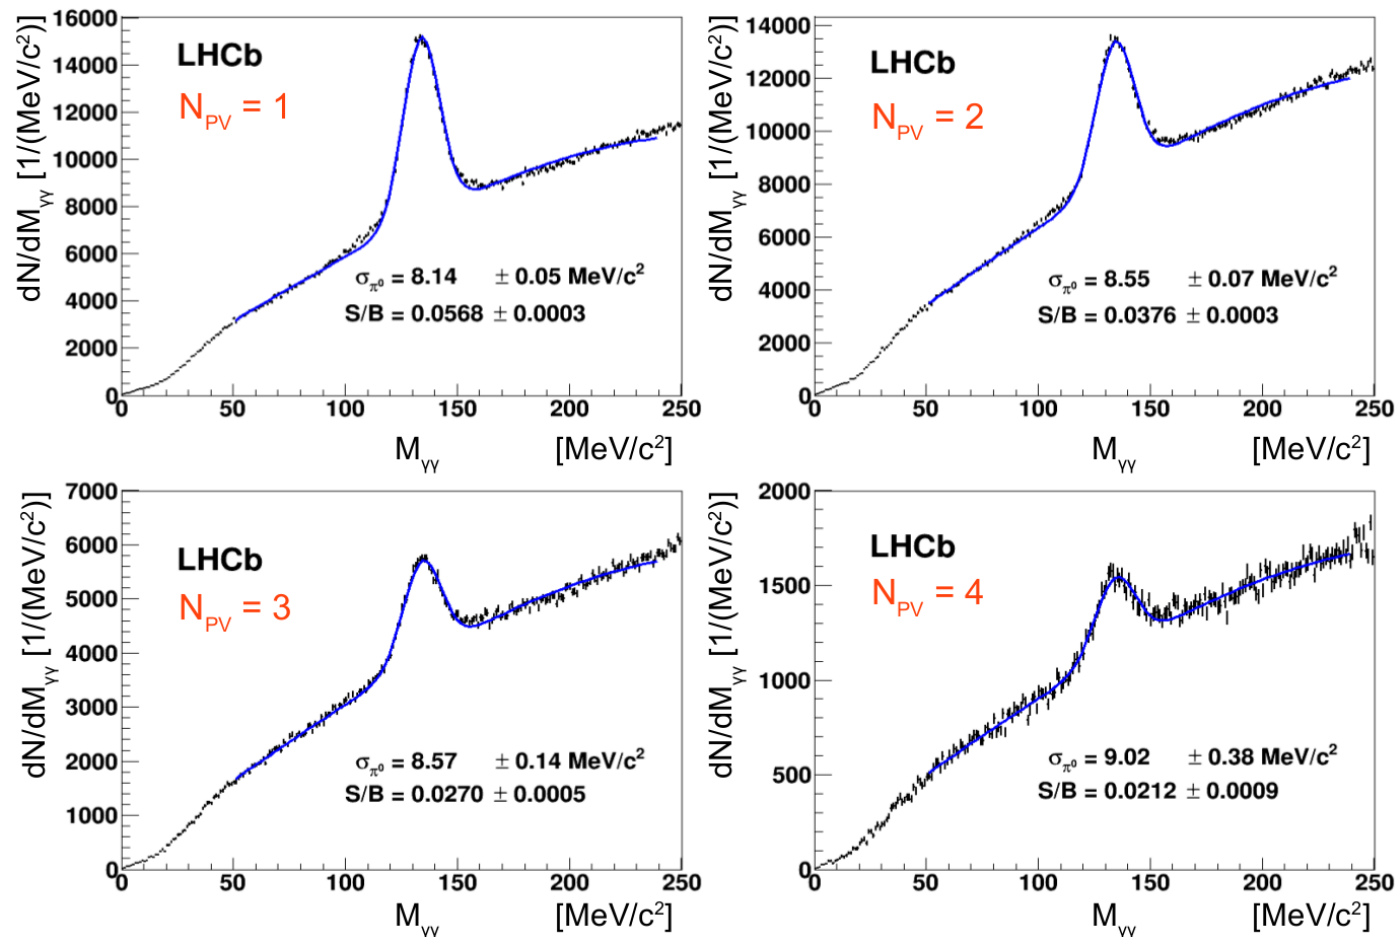 dN/dM_γγ [1/(MeV/c²)]
16000
14000
12000
10000
8000
6000
4000
2000
0
LHCb
N_PV = 1
σ_π⁰ = 8.14 ± 0.05 MeV/c²
S/B = 0.0568 ± 0.0003
0 50 100 150 200 250
M_γγ [MeV/c²]
dN/dM_γγ [1/(MeV/c²)]
14000
12000
10000
8000
6000
4000
2000
0
LHCb
N_PV = 2
σ_π⁰ = 8.55 ± 0.07 MeV/c²
S/B = 0.0376 ± 0.0003
0 50 100 150 200 250
M_γγ [MeV/c²]
dN/dM_γγ [1/(MeV/c²)]
7000
6000
5000
4000
3000
2000
1000
0
LHCb
N_PV = 3
σ_π⁰ = 8.57 ± 0.14 MeV/c²
S/B = 0.0270 ± 0.0005
0 50 100 150 200 250
M_γγ [MeV/c²]
dN/dM_γγ [1/(MeV/c²)]
2000
1500
1000
500
0
LHCb
N_PV = 4
σ_π⁰ = 9.02 ± 0.38 MeV/c²
S/B = 0.0212 ± 0.0009
0 50 100 150 200 250
M_γγ [MeV/c²]